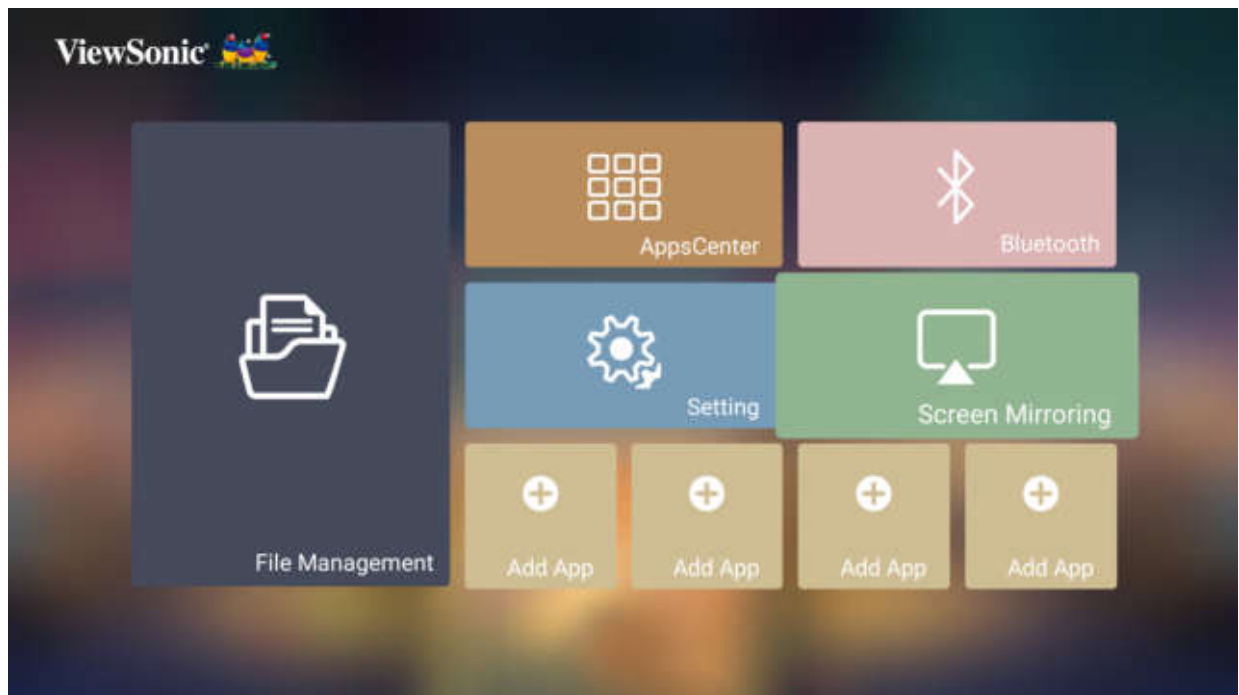 ViewSonic®
AppsCenter
Bluetooth
Setting
Screen Mirroring
File Management
Add App
Add App
Add App
Add App